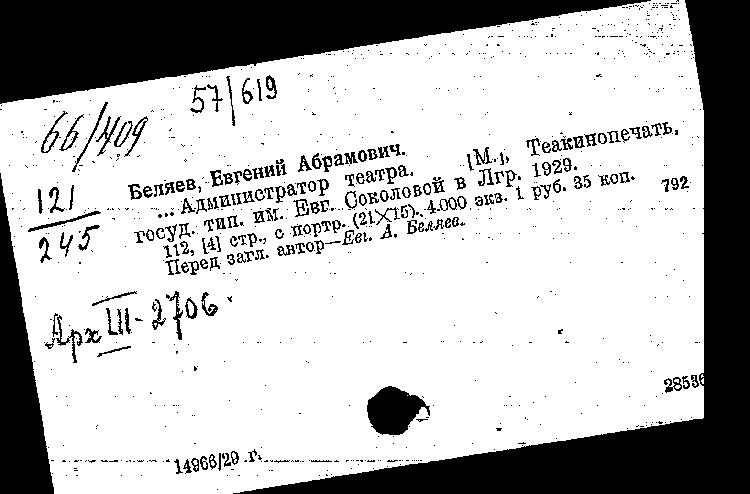 57/619
66/409
121
245
Беляев, Евгений Абрамович.
... Администратор театра. [М.], Теакинопечать,
госуд. тип. им. Евг. Соколовой в Лгр. 1929.
112, [4] стр., с портр. (21×15). 4.000 экз. 1 руб. 35 коп.
Перед загл. автор—Евг. А. Беляев.
792
Арх III-2706
28536
14966/29 г.